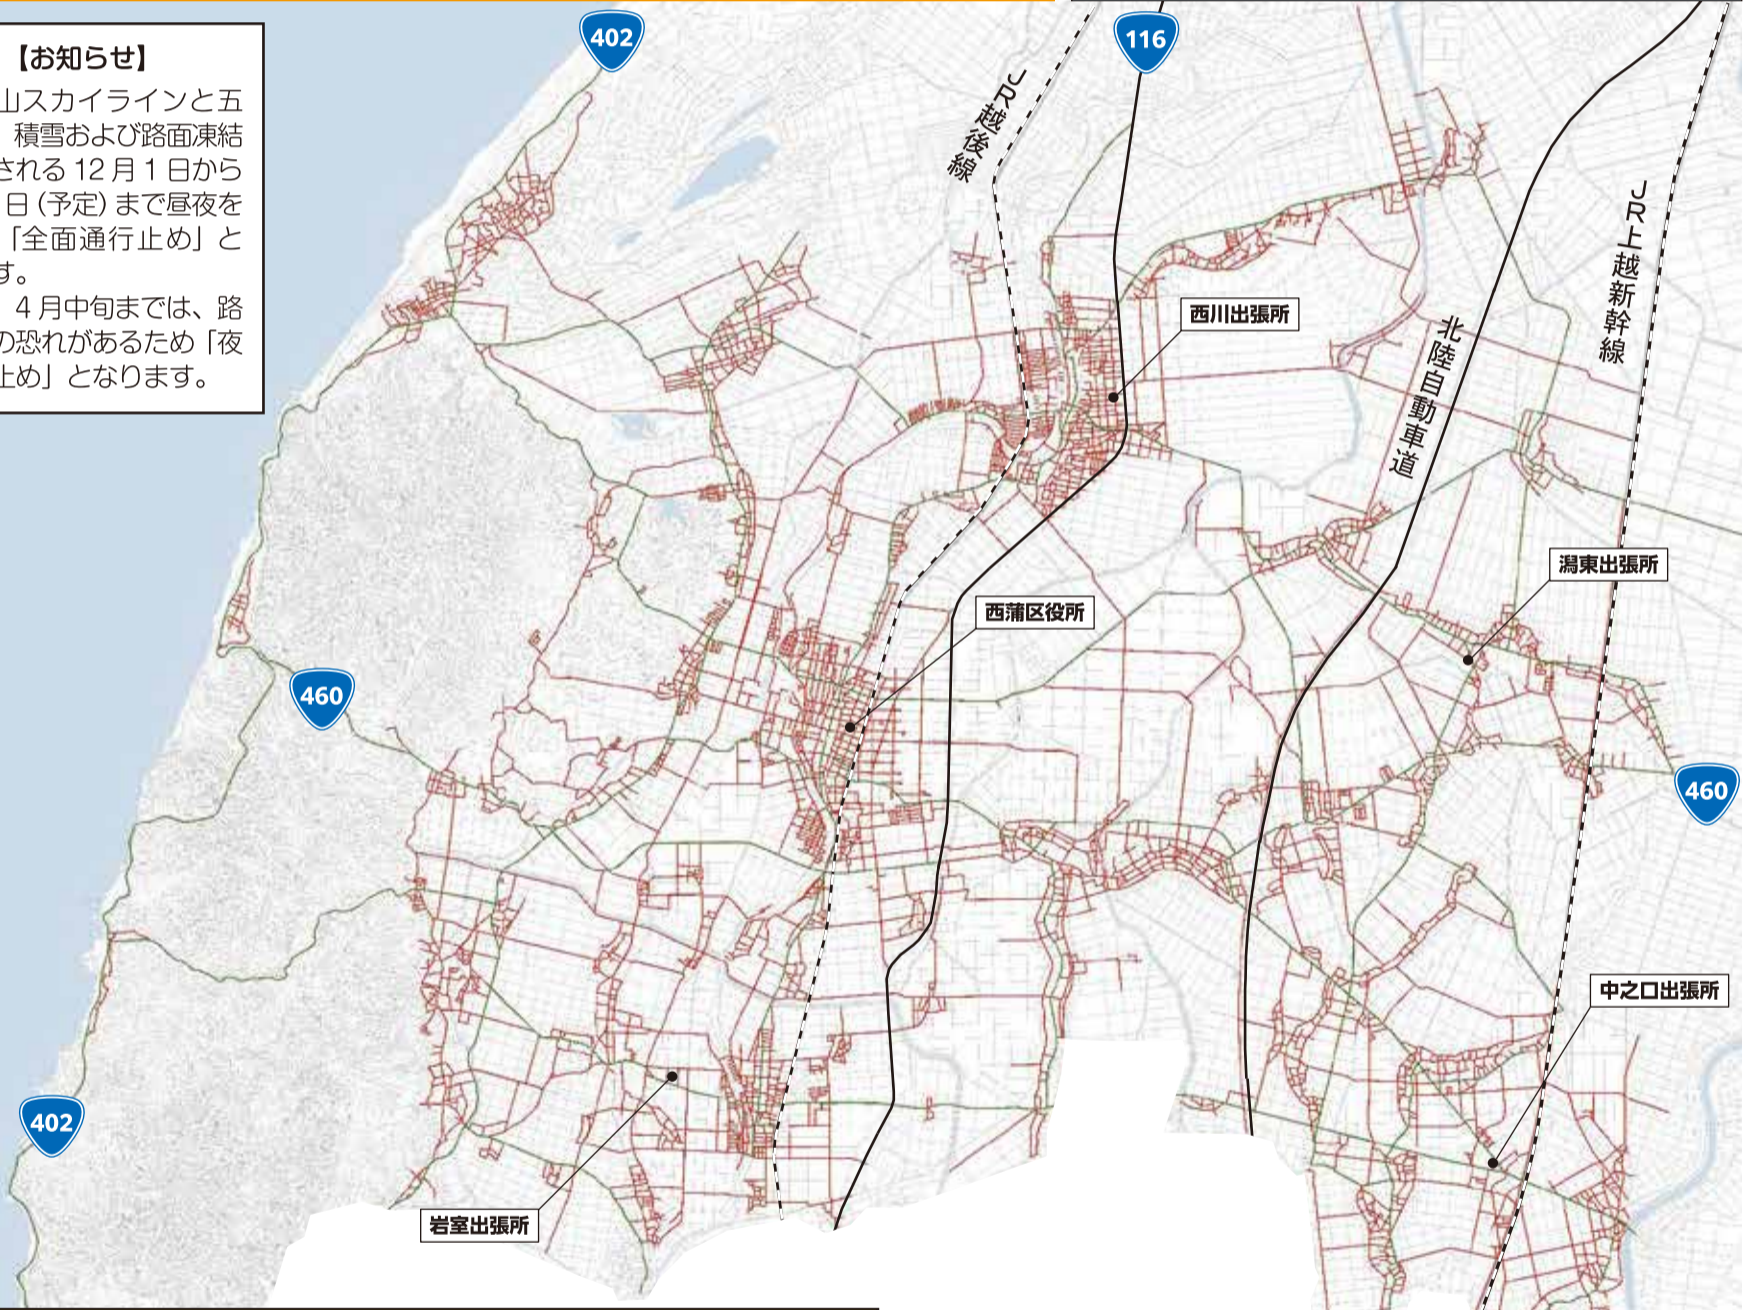 【お知らせ】
山スカイラインと五
積雪および路面凍結
される 12 月 1 日から
日（予定）まで昼夜を
「全面通行止め」と
す。
4 月中旬までは、路
の恐れがあるため「夜
止め」となります。
402
116
JR越後線
JR上越新幹線
西川出張所
北陸自動車道
潟東出張所
西蒲区役所
460
460
中之口出張所
402
岩室出張所